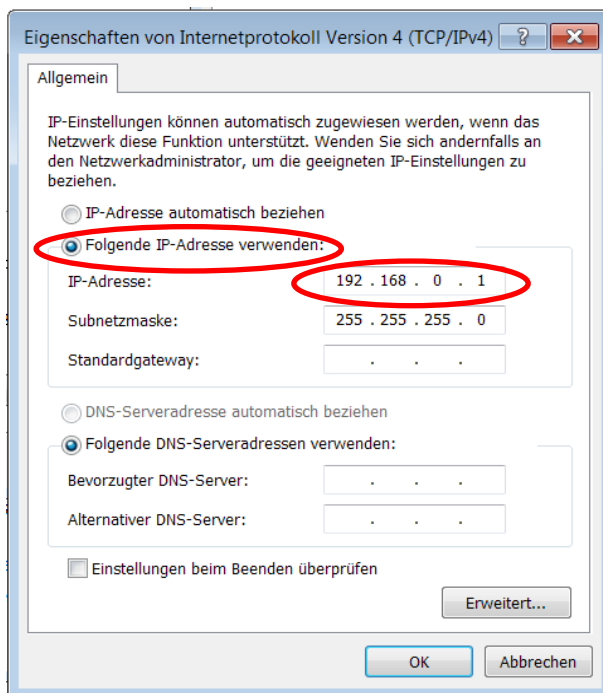 Eigenschaften von Internetprotokoll Version 4 (TCP/IPv4)
Allgemein
IP-Einstellungen können automatisch zugewiesen werden, wenn das
Netzwerk diese Funktion unterstützt. Wenden Sie sich andernfalls an
den Netzwerkadministrator, um die geeigneten IP-Einstellungen zu
beziehen.
IP-Adresse automatisch beziehen
Folgende IP-Adresse verwenden:
IP-Adresse: 192 . 168 . 0 . 1
Subnetzmaske: 255 . 255 . 255 . 0
Standardgateway: . . .
DNS-Serveradresse automatisch beziehen
Folgende DNS-Serveradressen verwenden:
Bevorzugter DNS-Server: . . .
Alternativer DNS-Server: . . .
Einstellungen beim Beenden überprüfen
Erweitert...
OK Abbrechen